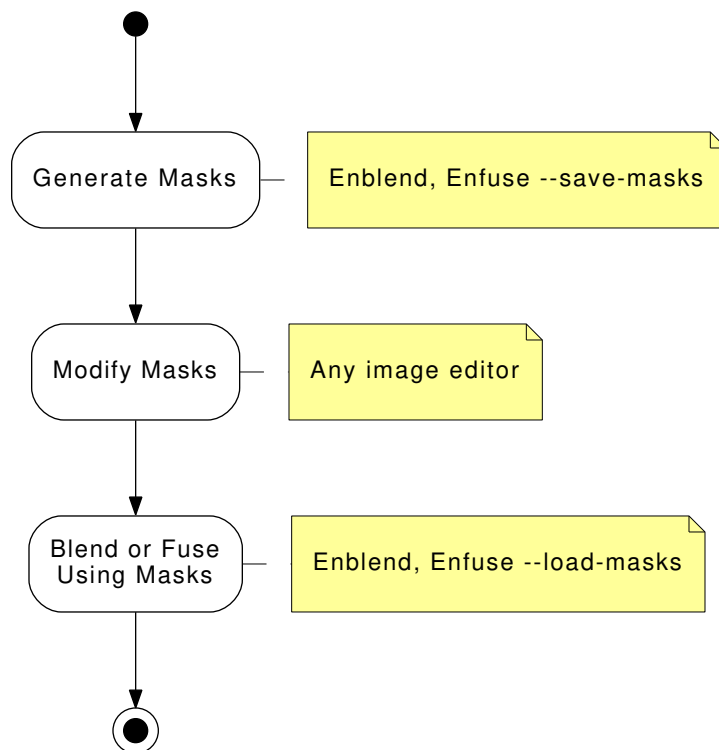 Generate Masks
Enblend, Enfuse --save-masks
Modify Masks
Any image editor
Blend or Fuse
Using Masks
Enblend, Enfuse --load-masks